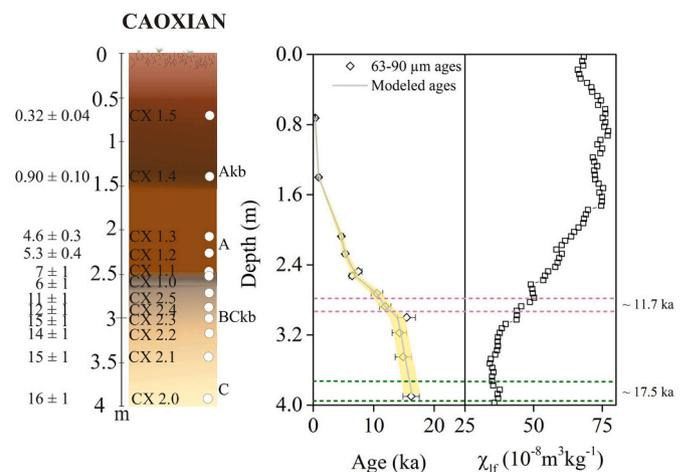 CAOXIAN
0
0.5
0.32 ± 0.04 CX 1.5
1
0.90 ± 0.10 CX 1.4 Akb
1.5
2
4.6 ± 0.3 CX 1.3
A
5.3 ± 0.4 CX 1.2
7 ± 1 CX 1.1
2.5
6 ± 1 CX 1.0
11 ± 1 CX 2.5
12 ± 1 CX 2.4
3 BCkb
15 ± 1 CX 2.3
14 ± 1 CX 2.2
3.5
15 ± 1 CX 2.1
C
16 ± 1 CX 2.0
4
m
Depth (m)
0.0
0.8
1.6
2.4
3.2
4.0
63-90 µm ages
Modeled ages
~ 11.7 ka
~ 17.5 ka
0 10 20 25 50 75
Age (ka) χlf (10⁻⁸m³kg⁻¹)